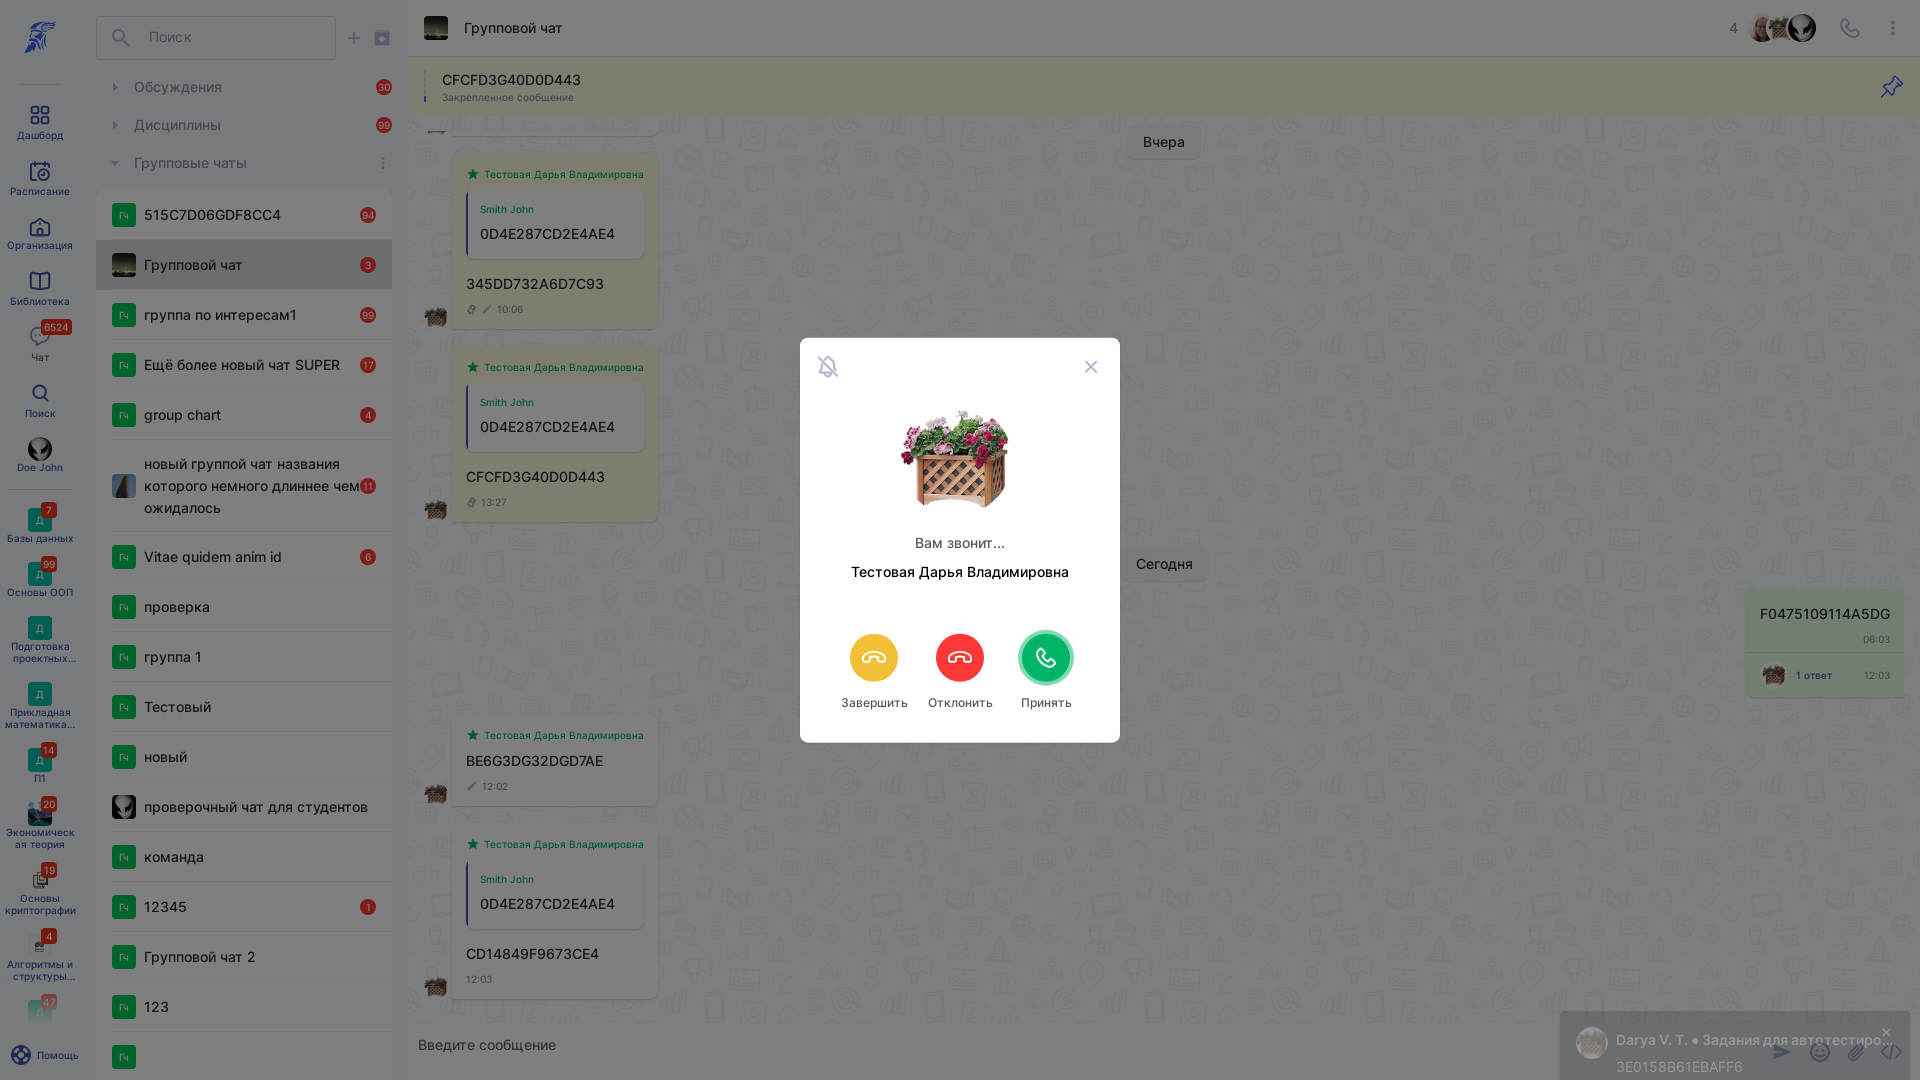 Дашборд
Расписание
Организация
Библиотека
6524
Чат
Поиск
Doe John
7
Д
Базы данных
99
Д
Основы ООП
Д
Подготовка
проектных...
Д
Прикладная
математика...
14
Д
П1
20
Экономическ
ая теория
19
Основы
криптографии
4
Алгоритмы и
структуры...
47
Д
Помощь
Поиск
Обсуждения 30
Дисциплины 99
Групповые чаты
Гч 515C7D06GDF8CC4 94
Групповой чат 3
Гч группа по интересам1 99
Гч Ещё более новый чат SUPER 17
Гч group chart 4
новый группой чат названия
которого немного длиннее чем 11
ожидалось
Гч Vitae quidem anim id 6
Гч проверка
Гч группа 1
Гч Тестовый
Гч новый
проверочный чат для студентов
Гч команда
Гч 12345 1
Гч Групповой чат 2
Гч 123
Гч
Групповой чат 4
CFCFD3G40D0D443
Закрепленное сообщение
Вчера
Тестовая Дарья Владимировна
Smith John
0D4E287CD2E4AE4
345DD732A6D7C93
10:06
Тестовая Дарья Владимировна
Smith John
0D4E287CD2E4AE4
CFCFD3G40D0D443
13:27
Сегодня
F0475109114A5DG
06:03
1 ответ 12:03
Тестовая Дарья Владимировна
BE6G3DG32DGD7AE
12:02
Тестовая Дарья Владимировна
Smith John
0D4E287CD2E4AE4
CD14849F9673CE4
12:03
Введите сообщение
Вам звонит...
Тестовая Дарья Владимировна
Завершить Отклонить Принять
Darya V. T. ● Задания для автотестиро...
3E0158B61EBAFF6